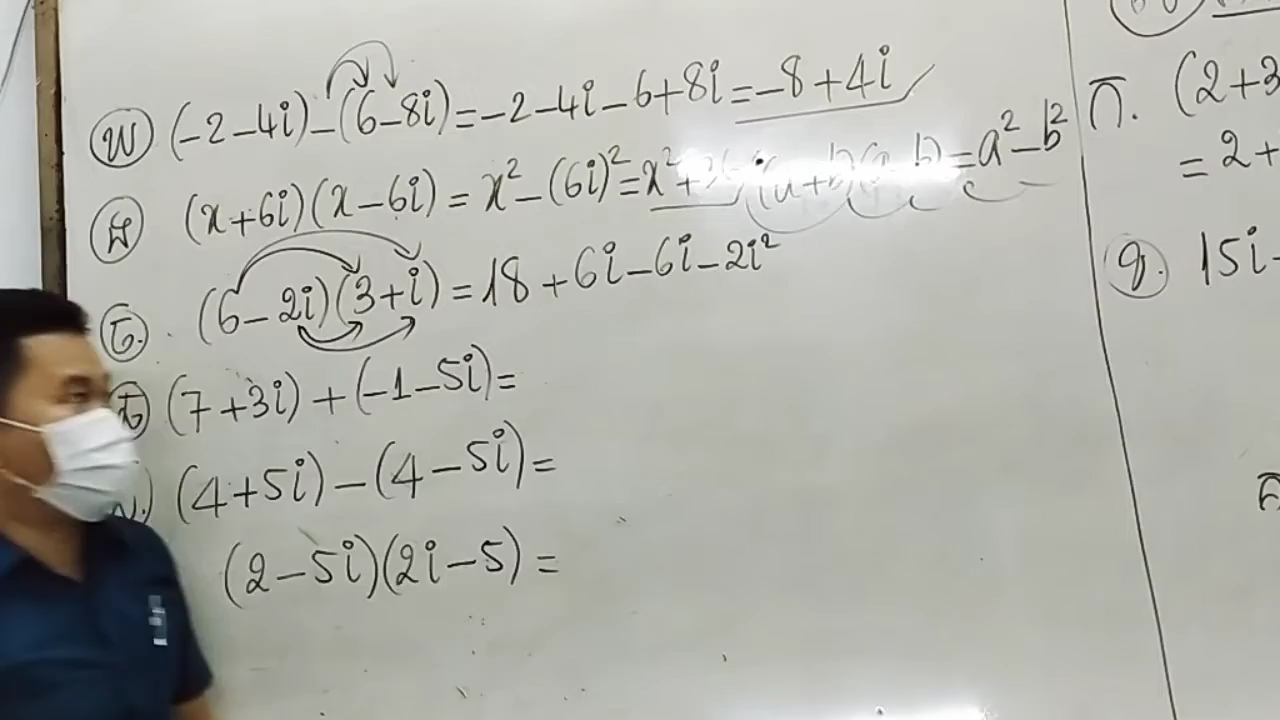 (-2-4i)-(6-8i)=-2-4i-6+8i=-8+4i
(x+6i)(x-6i)=x²-(6i)²=x²+36 (a+b)(a-b)=a²-b²
(6-2i)(3+i)=18+6i-6i-2i²
(7+3i)+(-1-5i)=
(4+5i)-(4-5i)=
(2-5i)(2i-5)=
(2+3
=2+
15i-